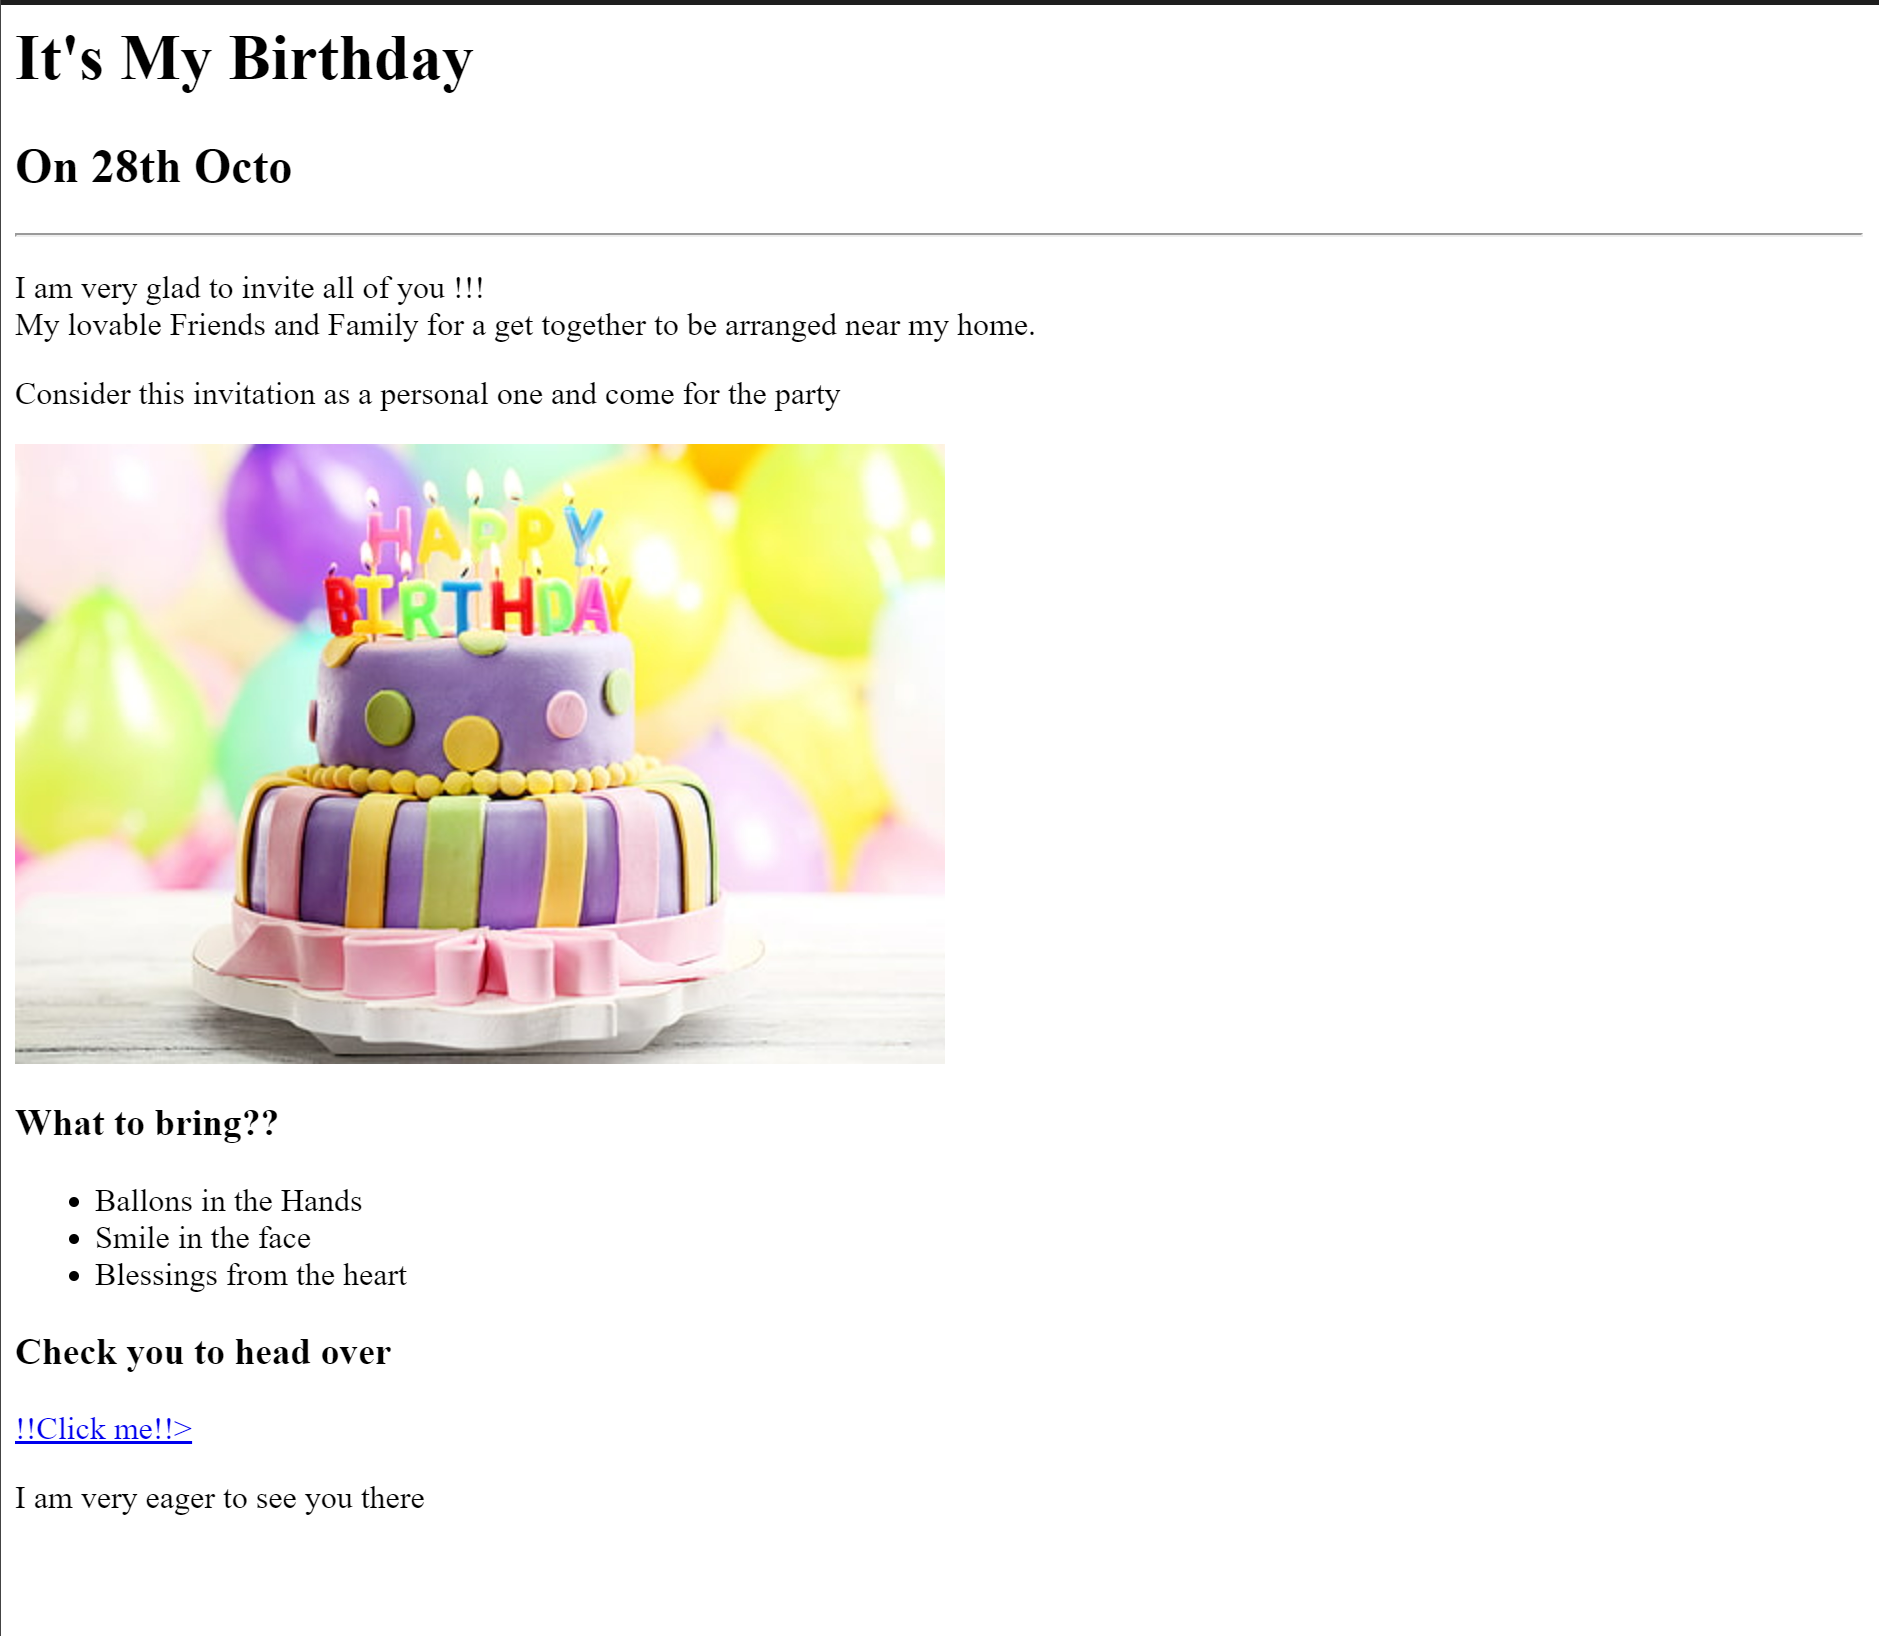 It's My Birthday
On 28th Octo
I am very glad to invite all of you !!!
My lovable Friends and Family for a get together to be arranged near my home.
Consider this invitation as a personal one and come for the party
HAPPY
BIRTHDAY
What to bring??
Ballons in the Hands
Smile in the face
Blessings from the heart
Check you to head over
!!Click me!!>
I am very eager to see you there